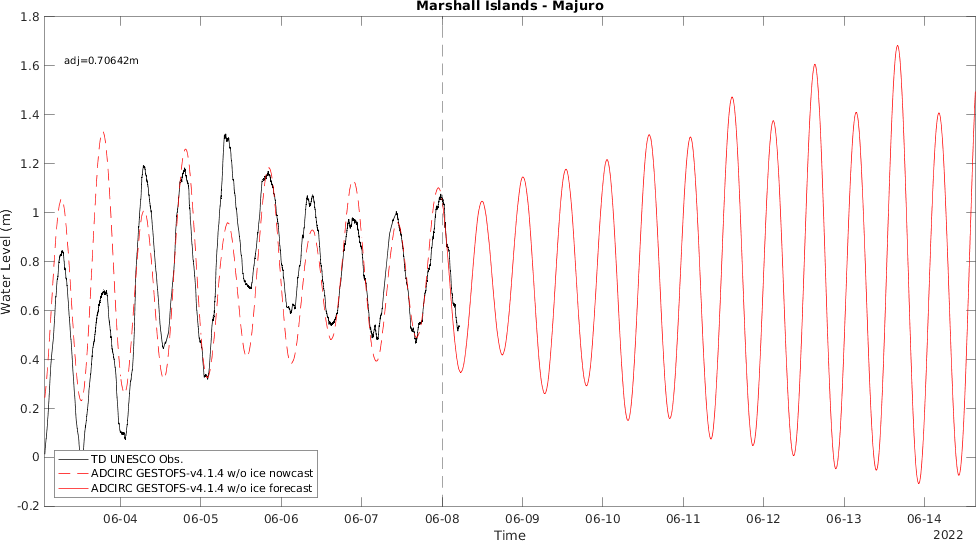 Marshall Islands - Majuro
adj=0.70642m
Water Level (m)
1.8
1.6
1.4
1.2
1
0.8
0.6
0.4
0.2
0
-0.2
TD UNESCO Obs.
ADCIRC GESTOFS-v4.1.4 w/o ice nowcast
ADCIRC GESTOFS-v4.1.4 w/o ice forecast
06-04 06-05 06-06 06-07 06-08 06-09 06-10 06-11 06-12 06-13 06-14
Time
2022